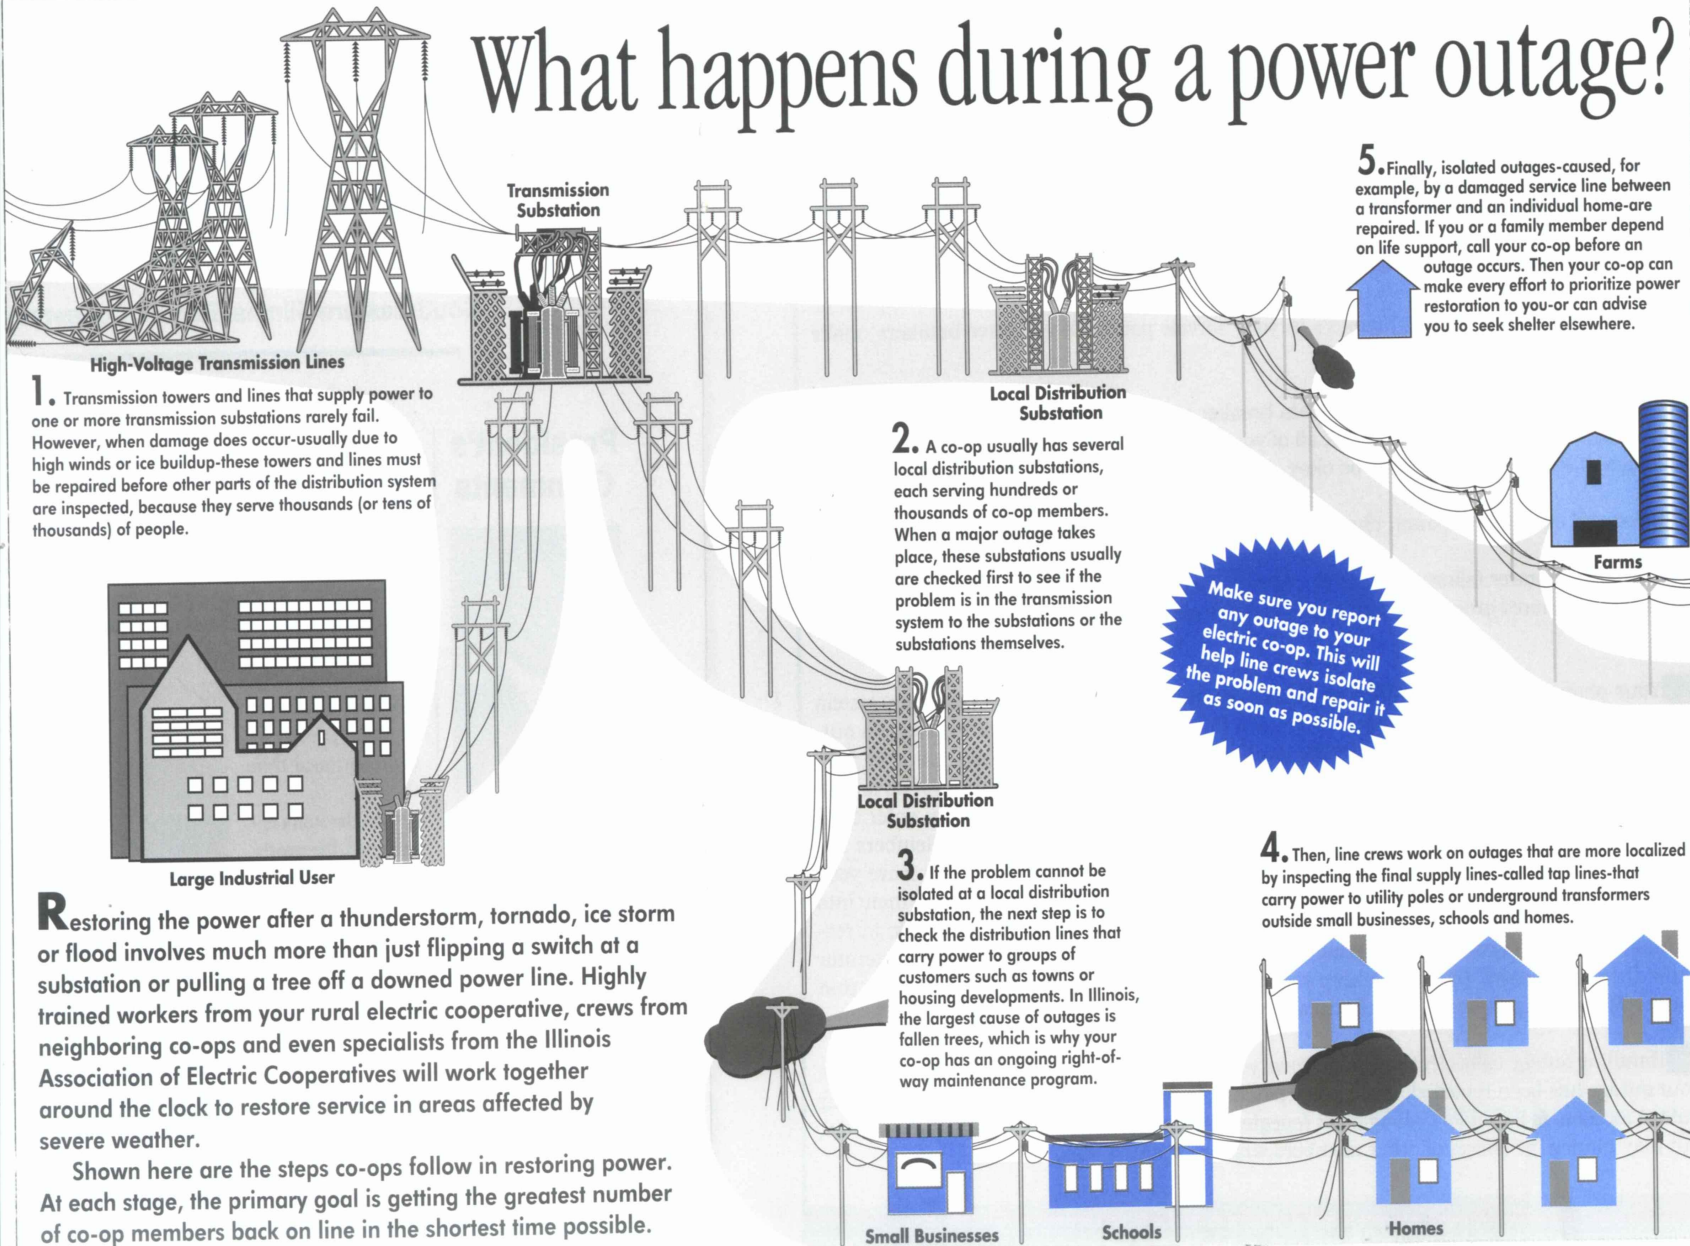 What happens during a power outage?
Transmission
Substation
High-Voltage Transmission Lines
1. Transmission towers and lines that supply power to
one or more transmission substations rarely fail.
However, when damage does occur-usually due to
high winds or ice buildup-these towers and lines must
be repaired before other parts of the distribution system
are inspected, because they serve thousands (or tens of
thousands) of people.
Local Distribution
Substation
2. A co-op usually has several
local distribution substations,
each serving hundreds or
thousands of co-op members.
When a major outage takes
place, these substations usually
are checked first to see if the
problem is in the transmission
system to the substations or the
substations themselves.
5. Finally, isolated outages-caused, for
example, by a damaged service line between
a transformer and an individual home-are
repaired. If you or a family member depend
on life support, call your co-op before an
outage occurs. Then your co-op can
make every effort to prioritize power
restoration to you-or can advise
you to seek shelter elsewhere.
Farms
Make sure you report
any outage to your
electric co-op. This will
help line crews isolate
the problem and repair it
as soon as possible.
Large Industrial User
Restoring the power after a thunderstorm, tornado, ice storm
or flood involves much more than just flipping a switch at a
substation or pulling a tree off a downed power line. Highly
trained workers from your rural electric cooperative, crews from
neighboring co-ops and even specialists from the Illinois
Association of Electric Cooperatives will work together
around the clock to restore service in areas affected by
severe weather.
Shown here are the steps co-ops follow in restoring power.
At each stage, the primary goal is getting the greatest number
of co-op members back on line in the shortest time possible.
Local Distribution
Substation
3. If the problem cannot be
isolated at a local distribution
substation, the next step is to
check the distribution lines that
carry power to groups of
customers such as towns or
housing developments. In Illinois,
the largest cause of outages is
fallen trees, which is why your
co-op has an ongoing right-of-
way maintenance program.
4. Then, line crews work on outages that are more localized
by inspecting the final supply lines-called tap lines-that
carry power to utility poles or underground transformers
outside small businesses, schools and homes.
Small Businesses
Schools
Homes